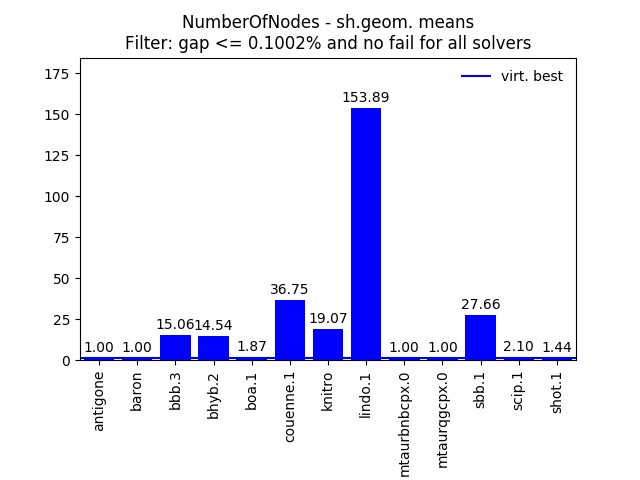 NumberOfNodes - sh.geom. means
Filter: gap <= 0.1002% and no fail for all solvers
virt. best
175
150
125
100
75
50
25
0
1.00
1.00
15.06
14.54
1.87
36.75
19.07
153.89
1.00
1.00
27.66
2.10
1.44
antigone
baron
bbb.3
bhyb.2
boa.1
couenne.1
knitro
lindo.1
mtaurbnbcpx.0
mtaurqgcpx.0
sbb.1
scip.1
shot.1